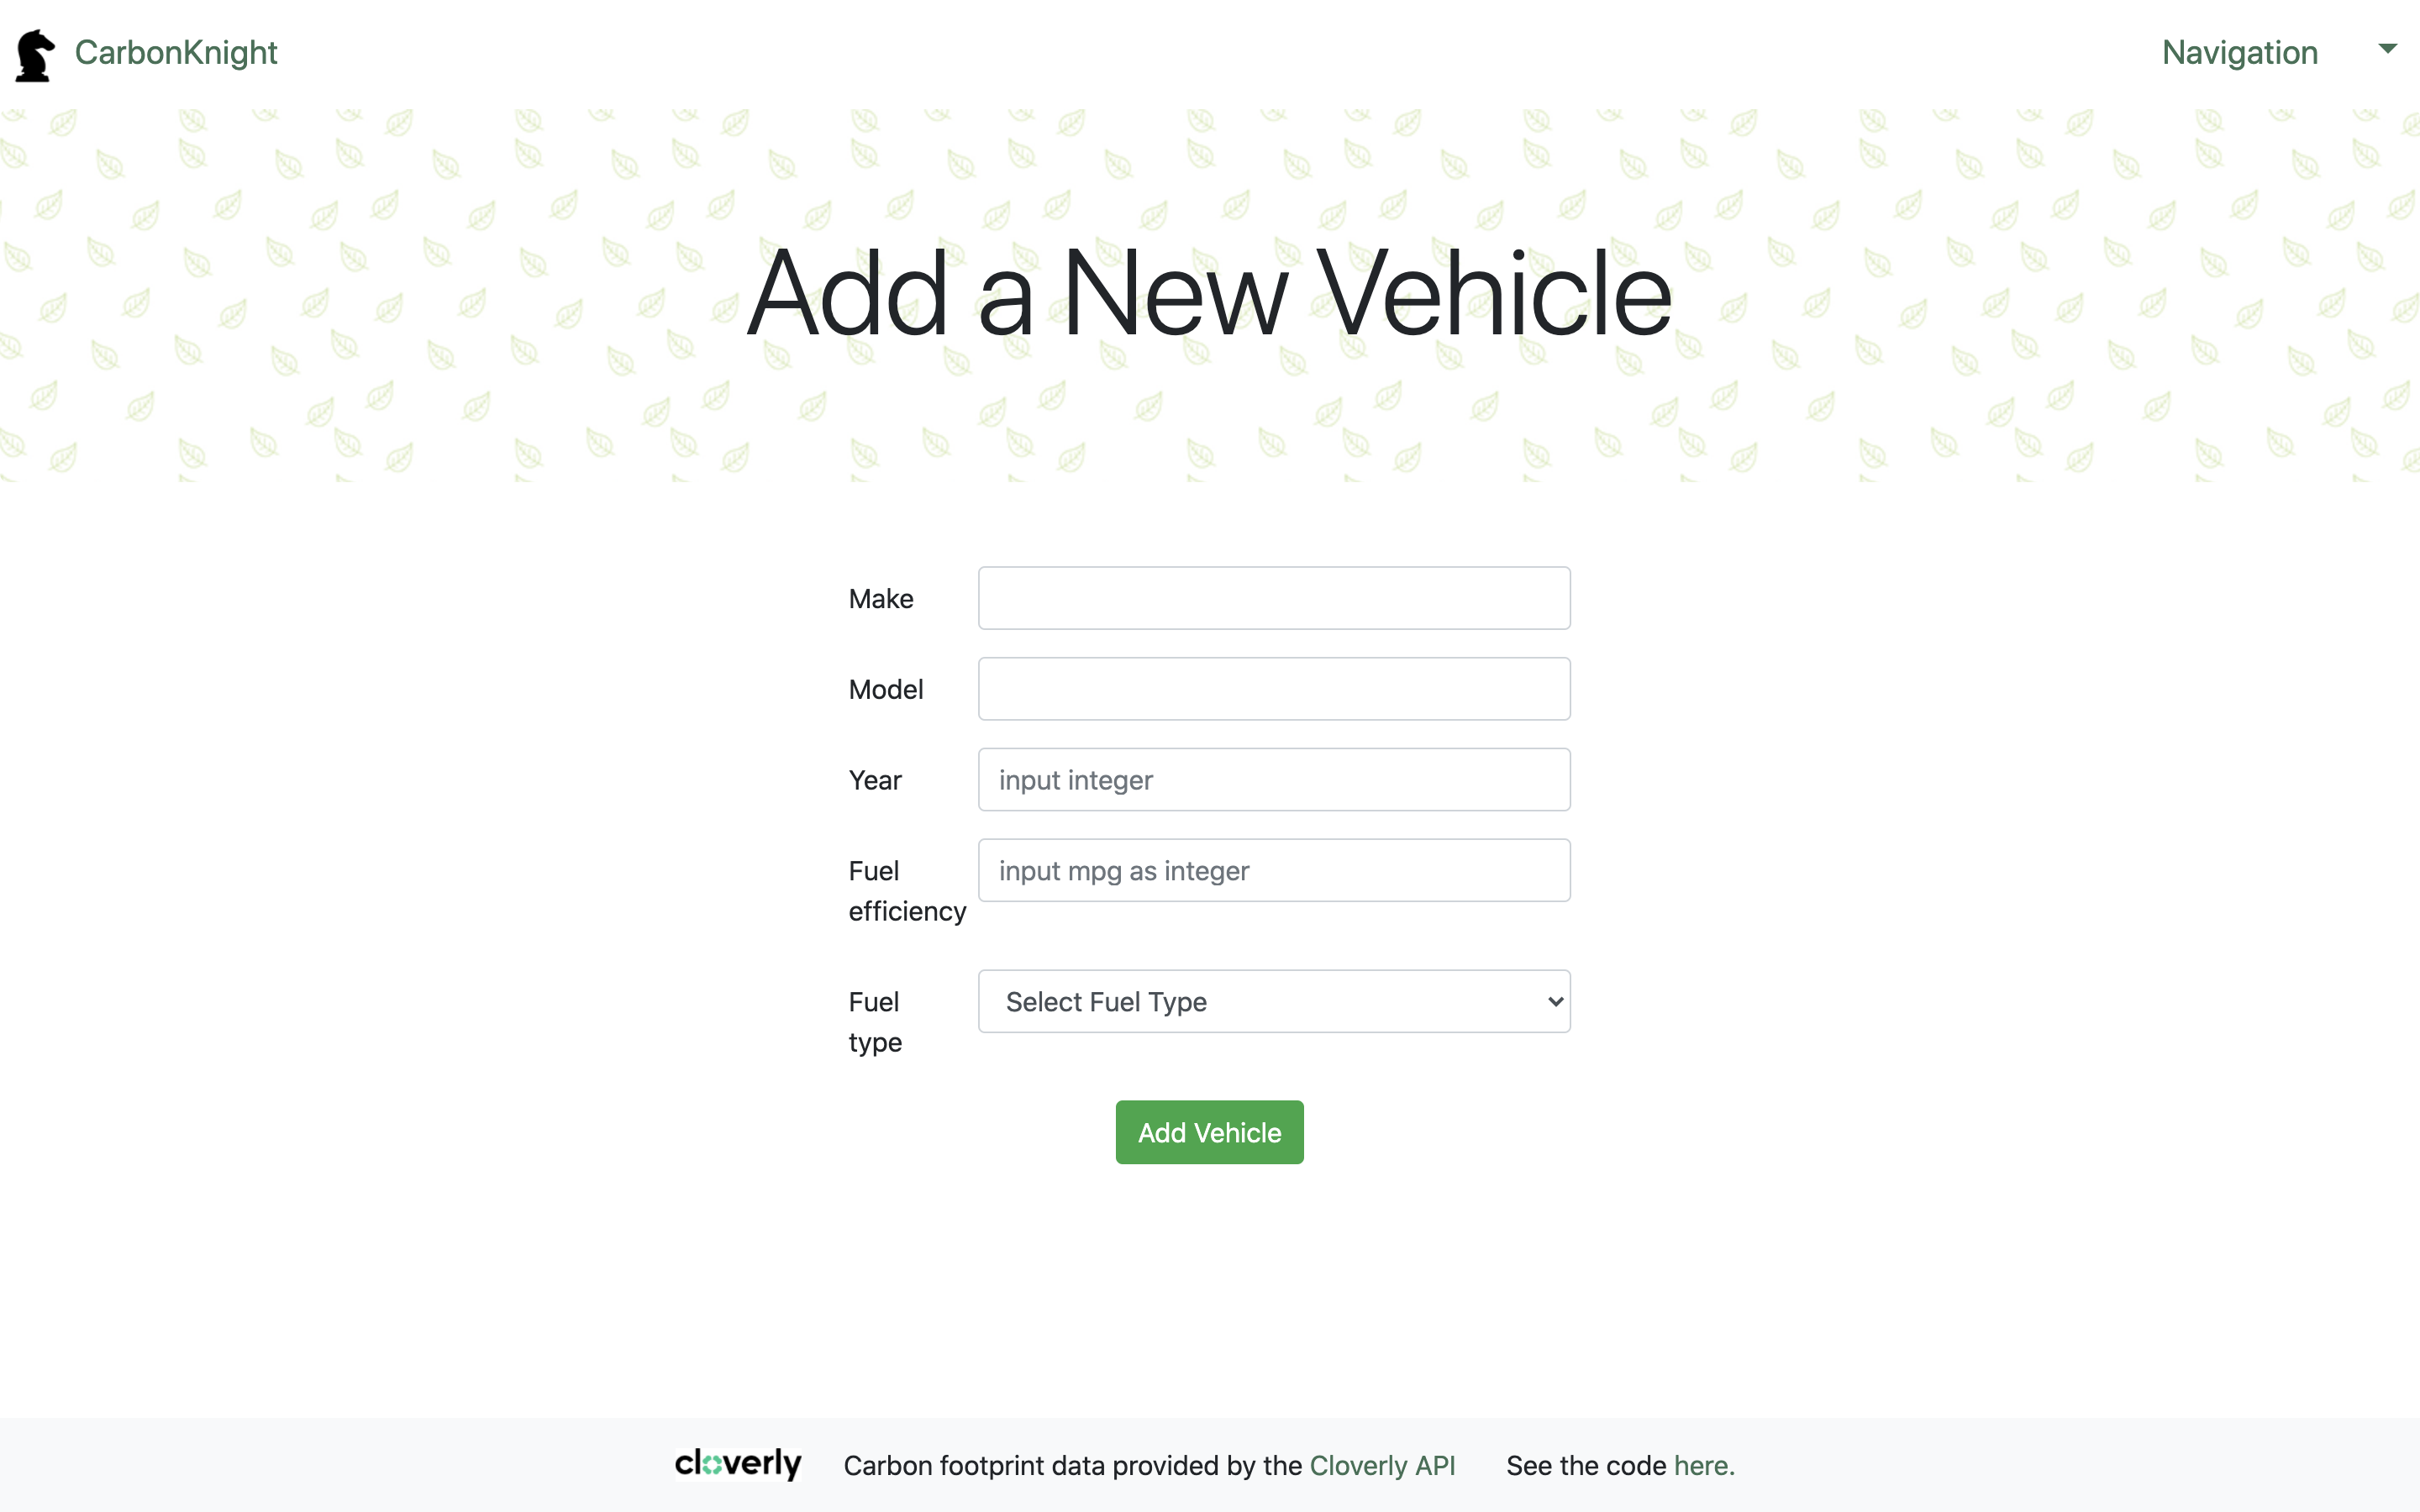 CarbonKnight
Navigation
Add a New Vehicle
Make
Model
Year
input integer
Fuel
efficiency
input mpg as integer
Fuel
type
Select Fuel Type
Add Vehicle
cloverly
Carbon footprint data provided by the Cloverly API
See the code here.